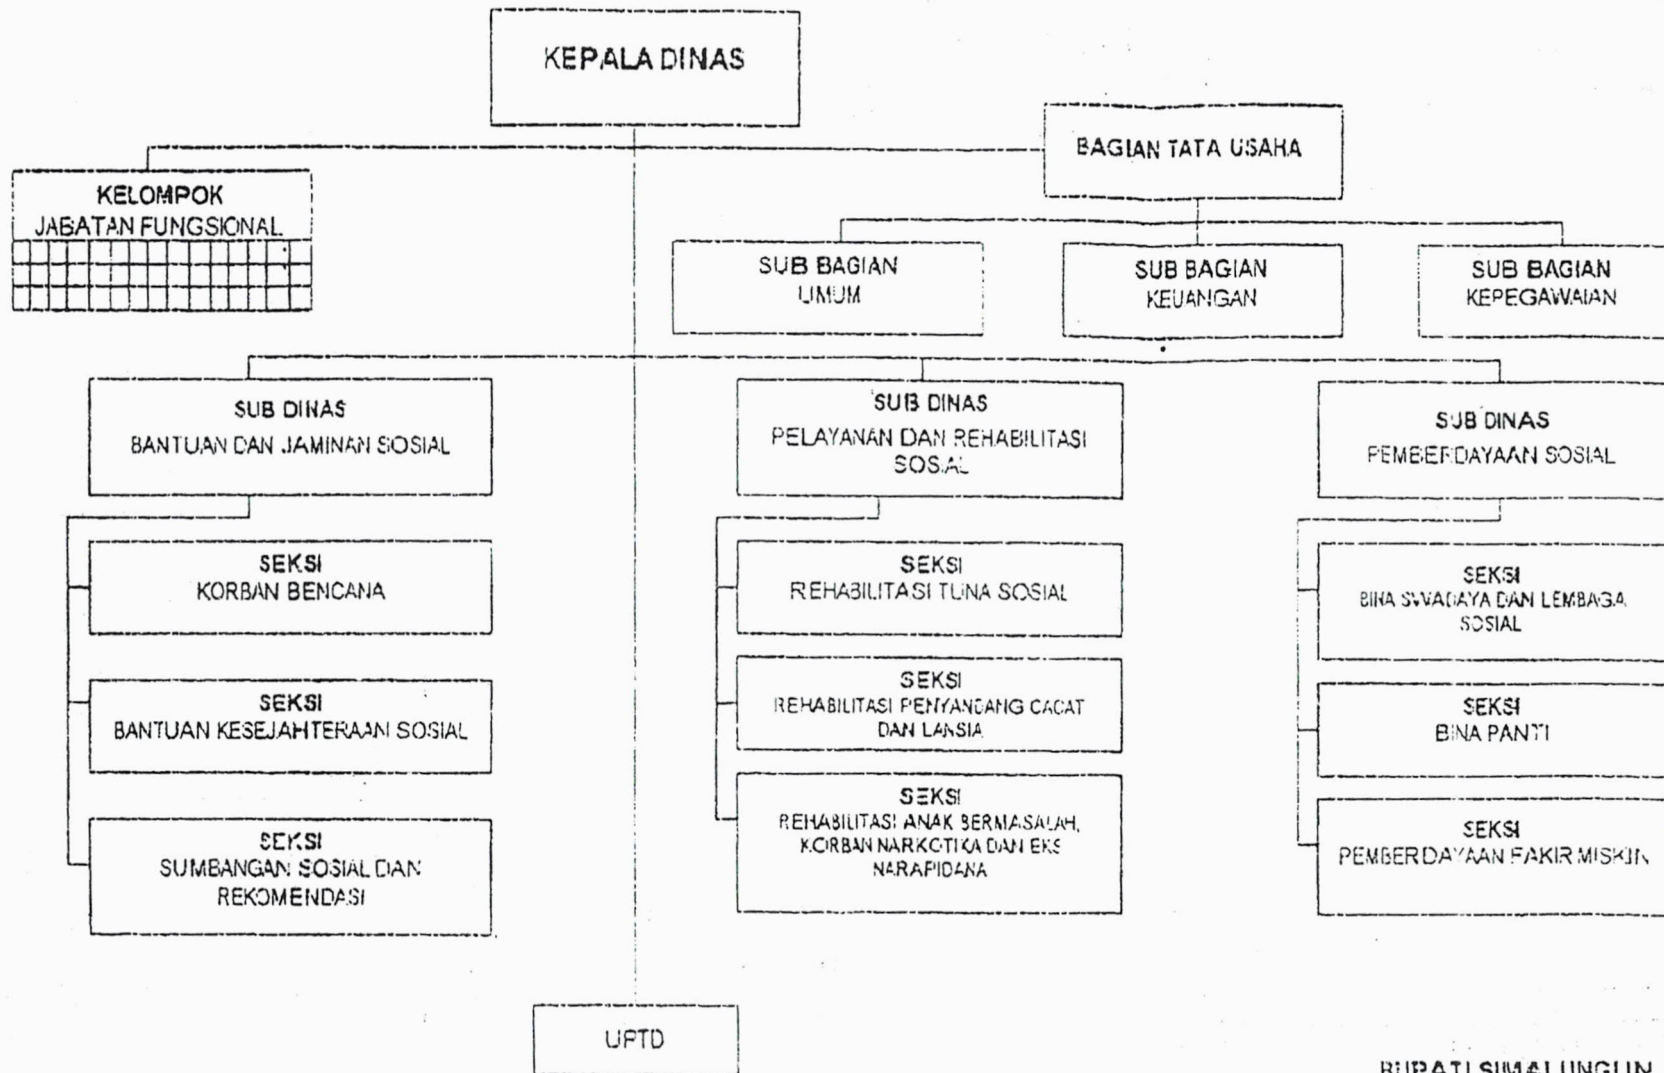 KEPALA DINAS
BAGIAN TATA USAHA
KELOMPOK
JABATAN FUNGSIONAL
SUB BAGIAN
UMUM
SUB BAGIAN
KEUANGAN
SUB BAGIAN
KEPEGAWAIAN
SUB DINAS
BANTUAN DAN JAMINAN SOSIAL
SUB DINAS
PELAYANAN DAN REHABILITASI
SOSIAL
SUB DINAS
PEMBERDAYAAN SOSIAL
SEKSI
KORBAN BENCANA
SEKSI
REHABILITASI TUNA SOSIAL
SEKSI
BINA SWADAYA DAN LEMBAGA
SOSIAL
SEKSI
BANTUAN KESEJAHTERAAN SOSIAL
SEKSI
REHABILITASI PENYANDANG CACAT
DAN LANSIA
SEKSI
BINA PANTI
SEKSI
SUMBANGAN SOSIAL DAN
REKOMENDASI
SEKSI
REHABILITASI ANAK BERMASALAH,
KORBAN NARKOTIKA DAN EKS
NARAPIDANA
SEKSI
PEMBERDAYAAN FAKIR MISKIN
UPTD
BUPATI SIMALUNGUN